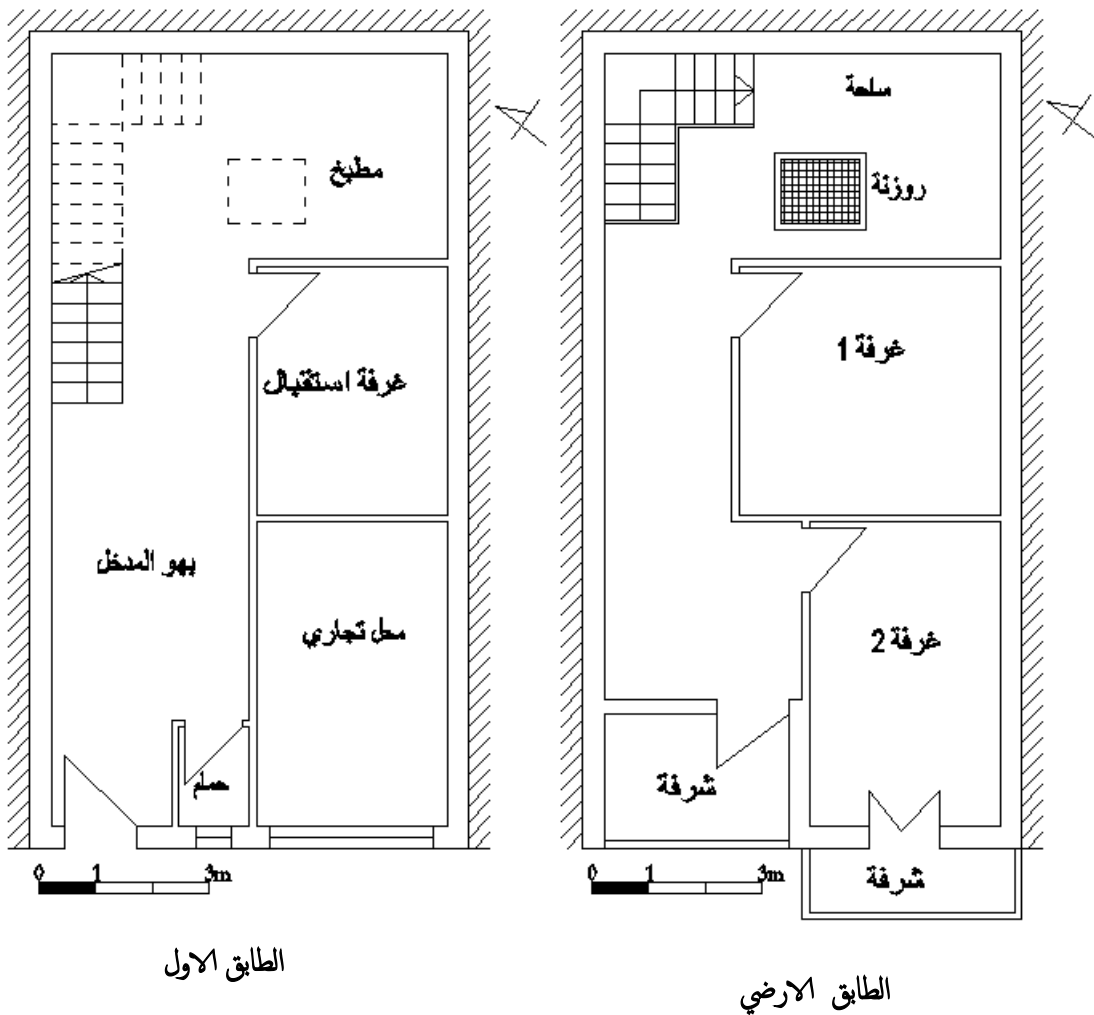 ساحة
روزنة
غرفة 1
غرفة 2
شرفة
شرفة
0 1 3m
الطابق الارضي
مطبخ
غرفة استقبال
بهو المدخل
محل تجاري
حمام
0 1 3m
الطابق الاول